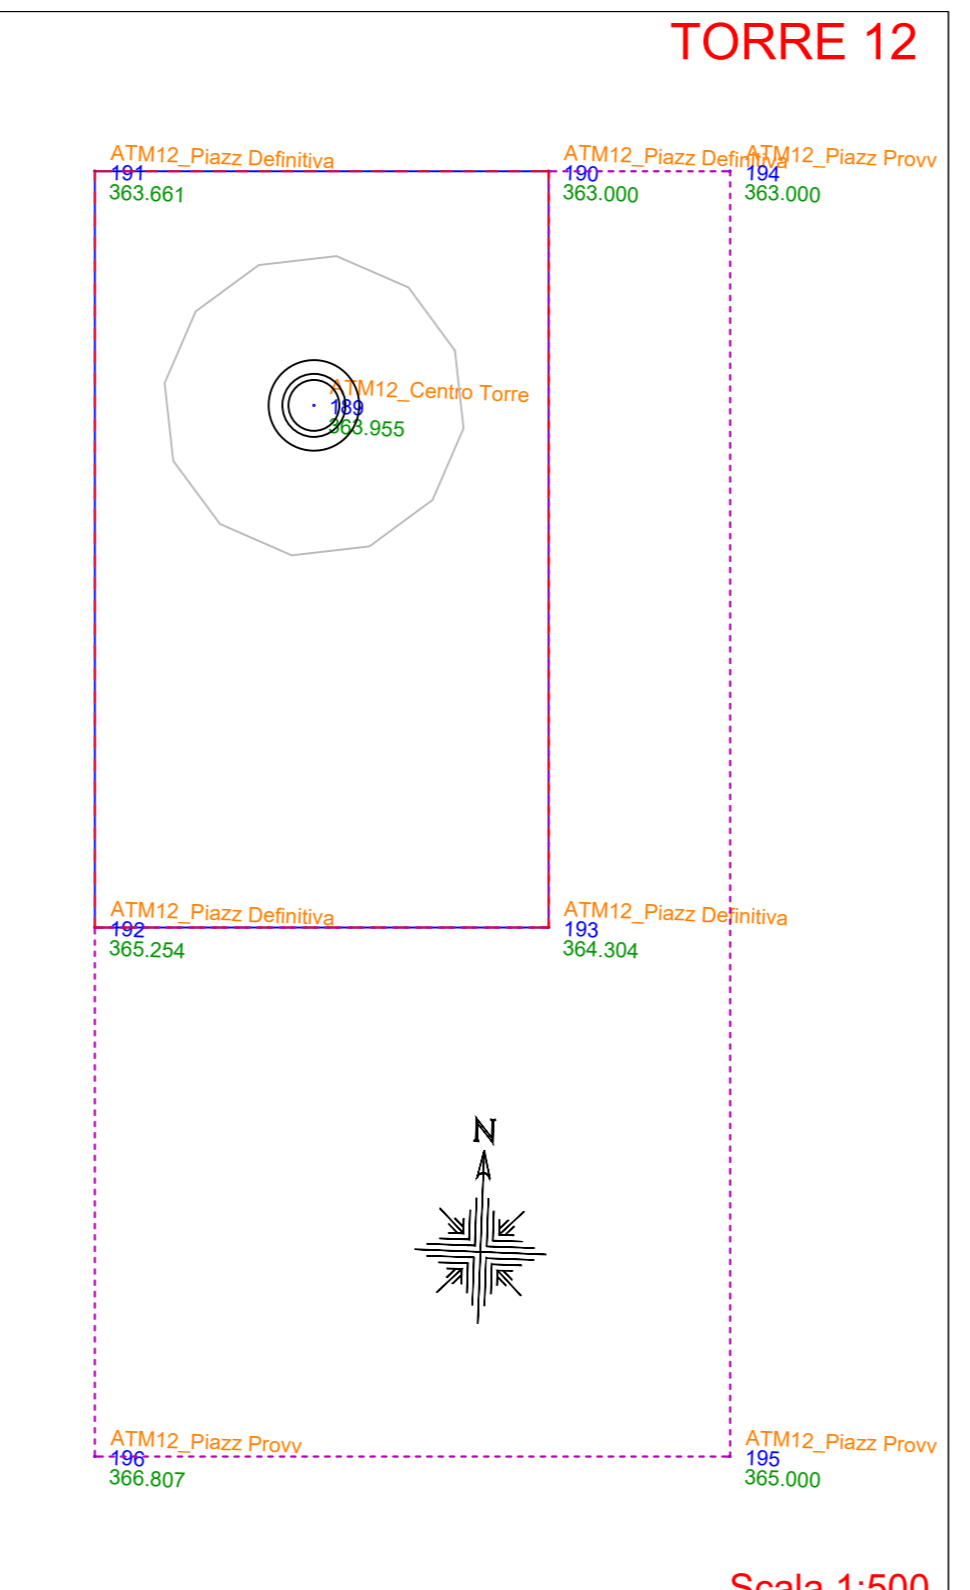 TORRE 12
ATM12_Piazz Definitiva
191
363.661
ATM12_Piazz Definitiva
190
363.000
ATM12_Piazz Provv
194
363.000
ATM12_Centro Torre
189
363.955
ATM12_Piazz Definitiva
192
365.254
ATM12_Piazz Definitiva
193
364.304
N
ATM12_Piazz Provv
196
366.807
ATM12_Piazz Provv
195
365.000
Scala 1:500